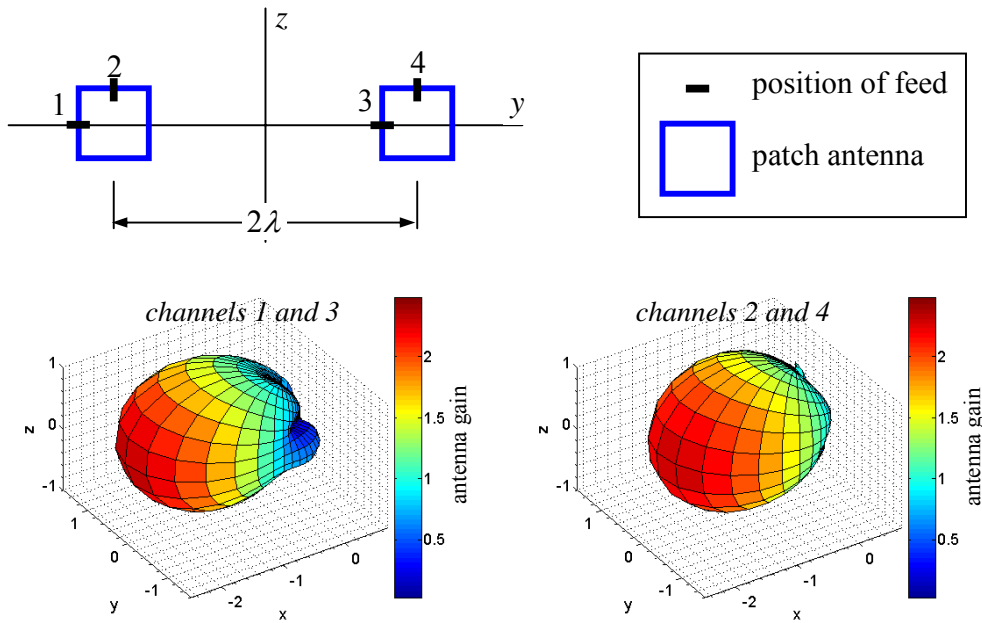 z
2
4
1
3
y
2λ
position of feed
patch antenna
channels 1 and 3
1
0
-1
z
1
0
-1
y
-2
-1
0
x
2
1.5
1
0.5
antenna gain
channels 2 and 4
1
0
-1
z
1
0
-1
y
-2
-1
0
x
2
1.5
1
0.5
antenna gain